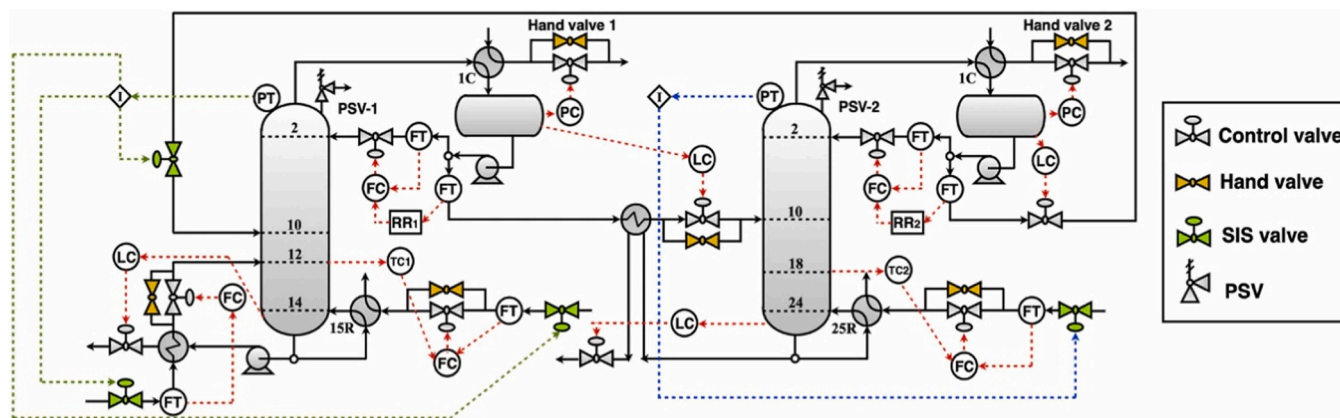 Hand valve 1
1C
I
PT
PSV-1
PC
2
FT
LC
FC
FT
RR1
10
12
TC1
LC
FC
14
15R
FT
FC
FT
Hand valve 2
1C
I
PT
PSV-2
PC
2
FT
LC
FC
FT
RR2
10
18
TC2
24
25R
LC
FT
FC
Control valve
Hand valve
SIS valve
PSV